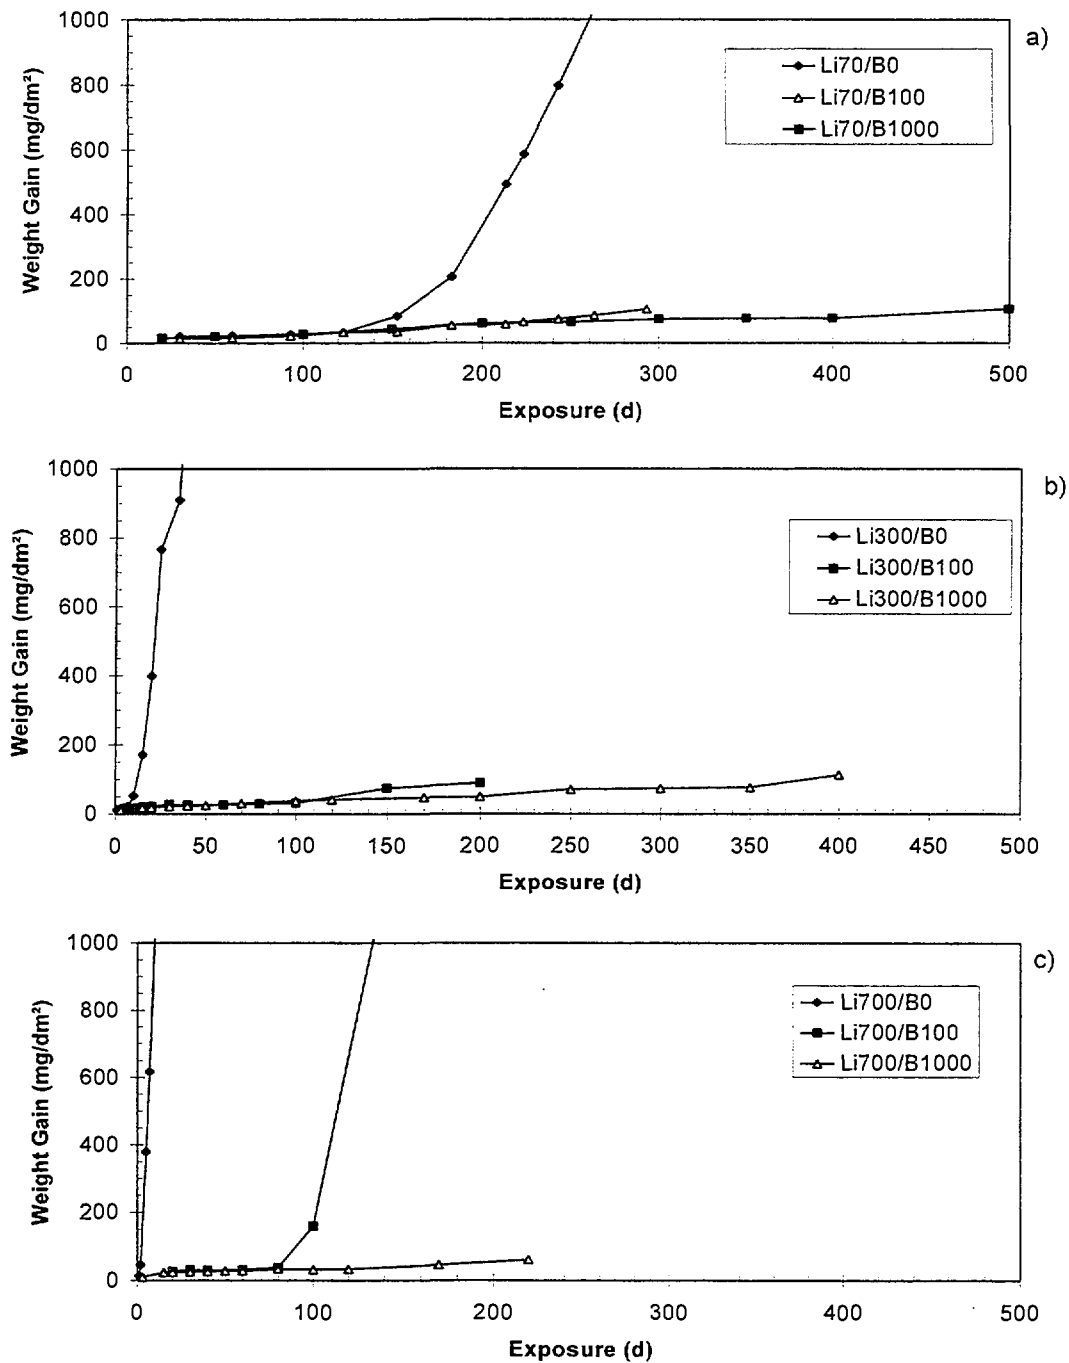 a)
Weight Gain (mg/dm²)
1000
800
600
400
200
0
Li70/B0
Li70/B100
Li70/B1000
0 100 200 300 400 500
Exposure (d)
b)
Weight Gain (mg/dm²)
1000
800
600
400
200
0
Li300/B0
Li300/B100
Li300/B1000
0 50 100 150 200 250 300 350 400 450 500
Exposure (d)
c)
Weight Gain (mg/dm²)
1000
800
600
400
200
0
Li700/B0
Li700/B100
Li700/B1000
0 100 200 300 400 500
Exposure (d)